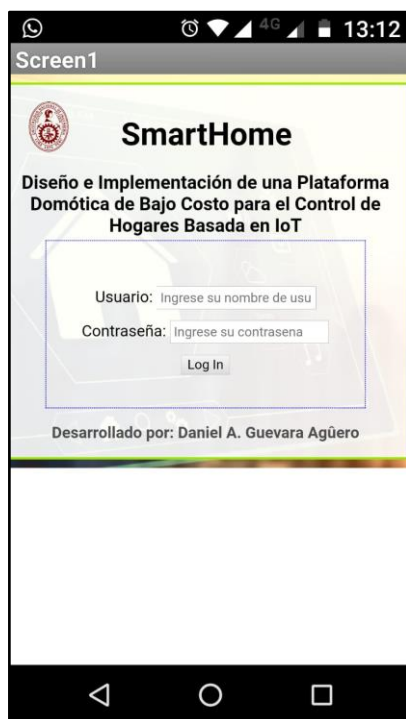 4G 13:12
Screen1
SmartHome
Diseño e Implementación de una Plataforma
Domótica de Bajo Costo para el Control de
Hogares Basada en IoT
Usuario: Ingrese su nombre de usu
Contraseña: Ingrese su contrasena
Log In
Desarrollado por: Daniel A. Guevara Agûero